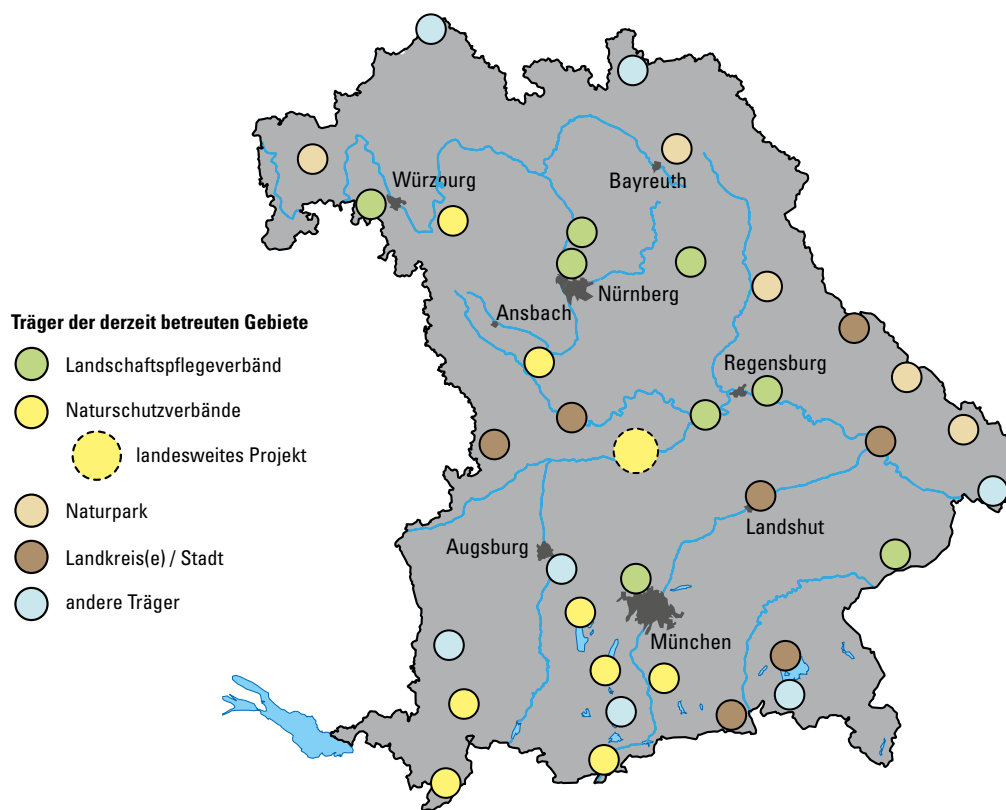 Würzburg
Bayreuth
Nürnberg
Ansbach
Träger der derzeit betreuten Gebiete
Landschaftspflegeverbänd
Regensburg
Naturschutzverbände
landesweites Projekt
Naturpark
Landshut
Landkreis(e) / Stadt
Augsburg
andere Träger
München